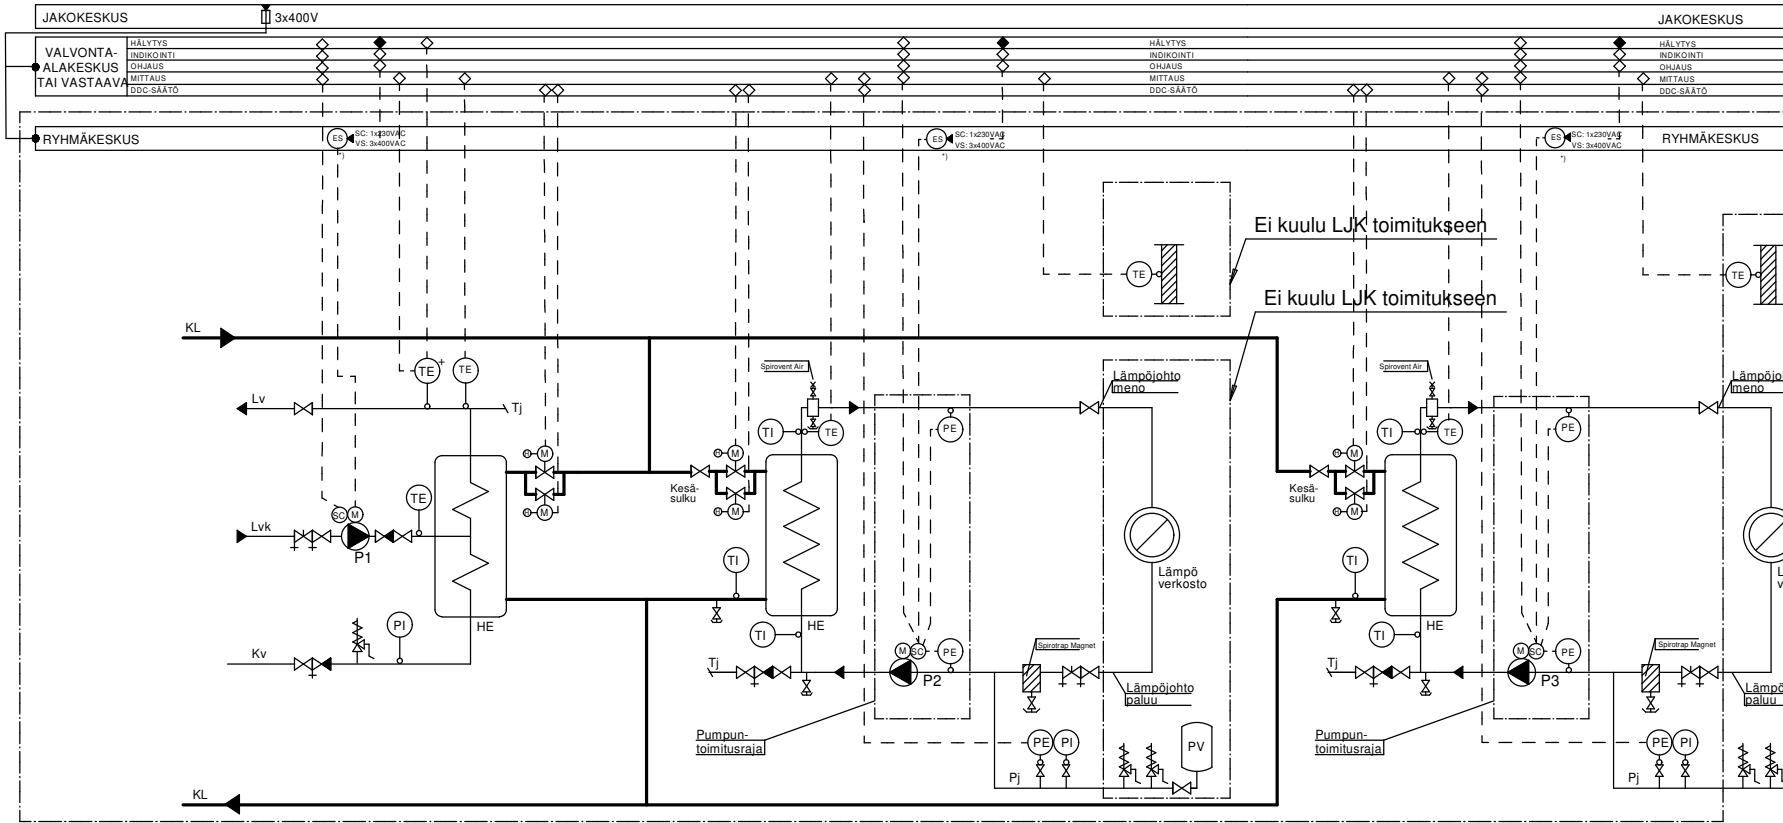 JAKOKESKUS
3x400V
JAKOKESKUS
VALVONTA-
ALAKESKUS
TAI VASTAAVA
HÄLYTYS
INDIKOINTI
OHJAUS
MITTAUS
DDC-SÄÄTÖ
HÄLYTYS
INDIKOINTI
OHJAUS
MITTAUS
DDC-SÄÄTÖ
HÄLYTYS
INDIKOINTI
OHJAUS
MITTAUS
DDC-SÄÄTÖ
RYHMÄKESKUS
ES
SC: 1x230VAC
VS: 3x400VAC
*)
ES
SC: 1x230VAC
VS: 3x400VAC
*)
ES
SC: 1x230VAC
VS: 3x400VAC
*)
RYHMÄKESKUS
Ei kuulu LJK toimitukseen
TE
TE
Ei kuulu LJK toimitukseen
KL
TE
+
TE
Spirovent Air
Lämpöjohto
meno
Spirovent Air
Lämpöjo
meno
Lv
Tj
TI
TE
PE
TI
TE
PE
H
M
H
M
H
M
Kesä-
sulku
Kesä-
sulku
TE
H
M
H
M
H
M
SC
M
Lvk
P1
TI
TI
Lämpö
verkosto
L
v
HE
PI
TI
HE
TI
HE
Kv
M
SC
PE
Spirotrap Magnet
M
SC
PE
Spirotrap Magnet
Tj
P2
Tj
P3
Lämpöjohto
paluu
Lämpö
paluu
Pumpun-
toimitusraja
PE
PI
PV
Pumpun-
toimitusraja
PE
PI
Pj
Pj
KL